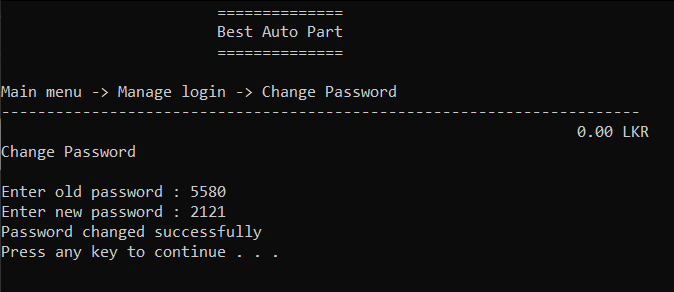 ==============
Best Auto Part
==============
Main menu -> Manage login -> Change Password
-----------------------------------------------------------------------
0.00 LKR
Change Password
Enter old password : 5580
Enter new password : 2121
Password changed successfully
Press any key to continue . . .